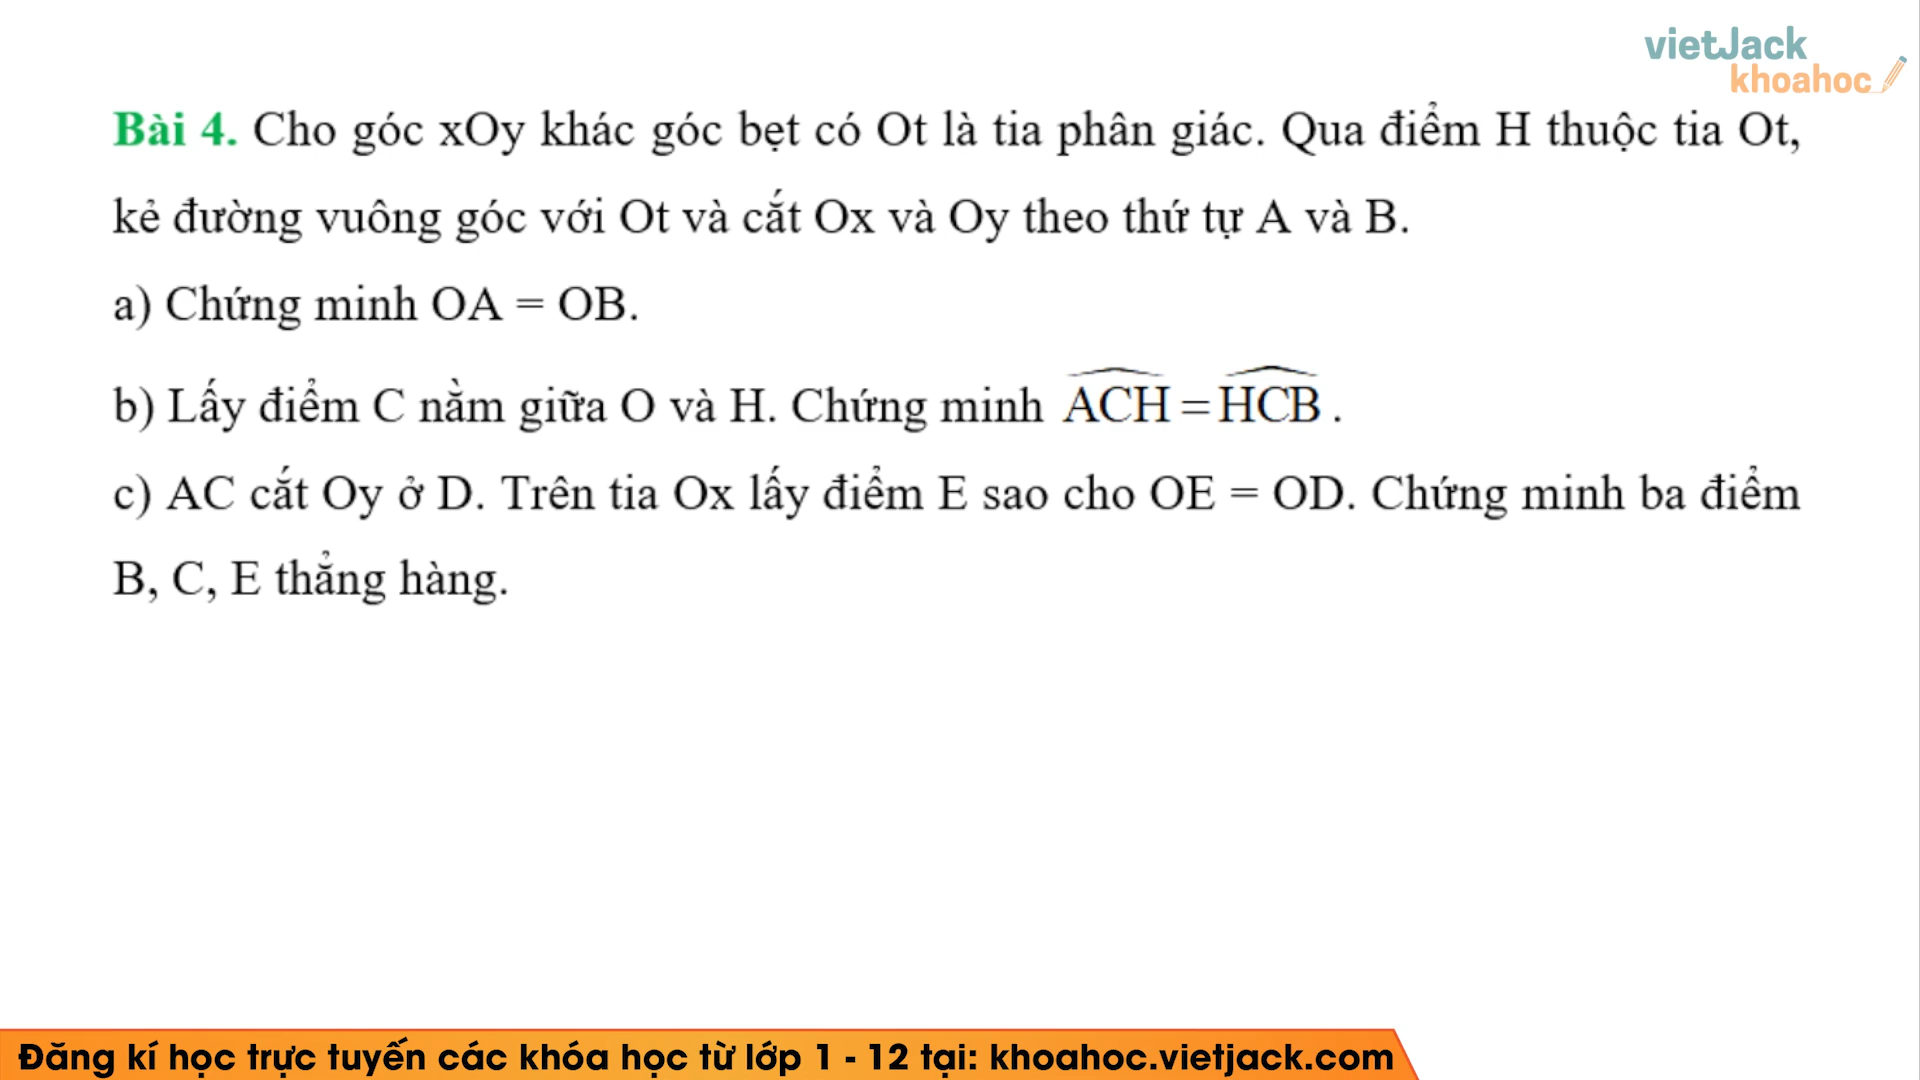 vietJack
khoahoc
Bài 4. Cho góc xOy khác góc bẹt có Ot là tia phân giác. Qua điểm H thuộc tia Ot,
kẻ đường vuông góc với Ot và cắt Ox và Oy theo thứ tự A và B.
a) Chứng minh OA = OB.
b) Lấy điểm C nằm giữa O và H. Chứng minh \widehat{ACH} = \widehat{HCB}.
c) AC cắt Oy ở D. Trên tia Ox lấy điểm E sao cho OE = OD. Chứng minh ba điểm
B, C, E thẳng hàng.
Đăng kí học trực tuyến các khóa học từ lớp 1 - 12 tại: khoahoc.vietjack.com